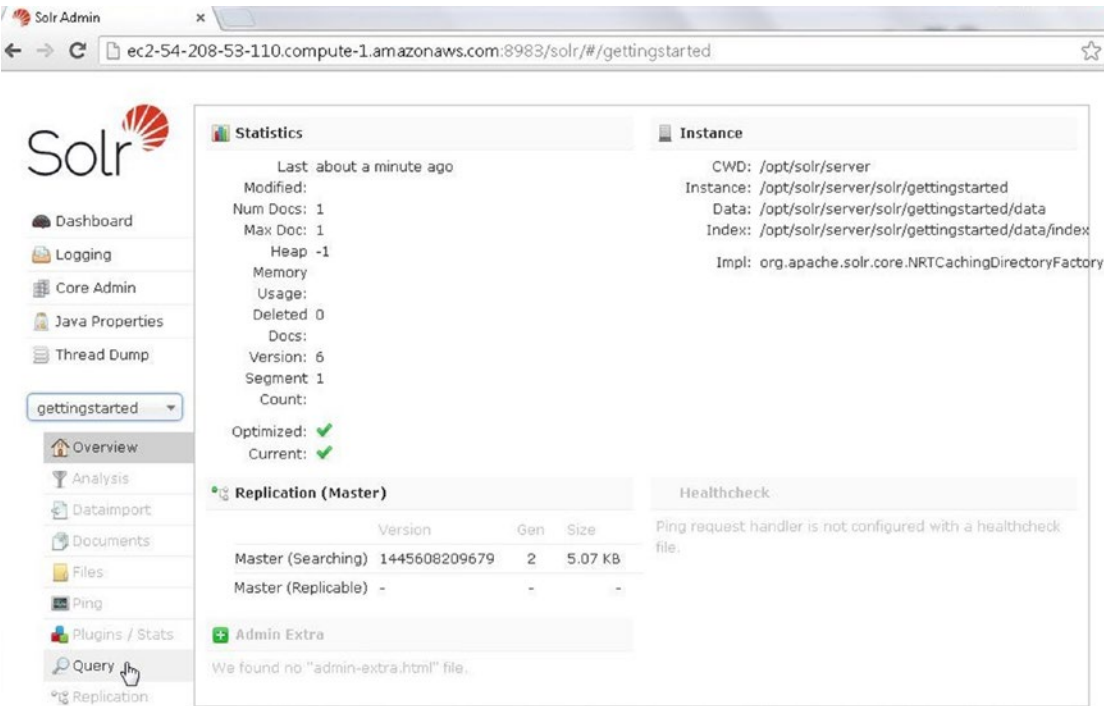 Solr Admin
ec2-54-208-53-110.compute-1.amazonaws.com:8983/solr/#/gettingstarted
Solr
Dashboard
Logging
Core Admin
Java Properties
Thread Dump
gettingstarted
Overview
Analysis
Dataimport
Documents
Files
Ping
Plugins / Stats
Query
Replication
Statistics
Last about a minute ago
Modified:
Num Docs: 1
Max Doc: 1
Heap -1
Memory
Usage:
Deleted 0
Docs:
Version: 6
Segment 1
Count:
Optimized:
Current:
Instance
CWD: /opt/solr/server
Instance: /opt/solr/server/solr/gettingstarted
Data: /opt/solr/server/solr/gettingstarted/data
Index: /opt/solr/server/solr/gettingstarted/data/index
Impl: org.apache.solr.core.NRTCachingDirectoryFactory
Replication (Master)
Version Gen Size
Master (Searching) 1445608209679 2 5.07 KB
Master (Replicable) - - -
Healthcheck
Ping request handler is not configured with a healthcheck
file.
Admin Extra
We found no "admin-extra.html" file.